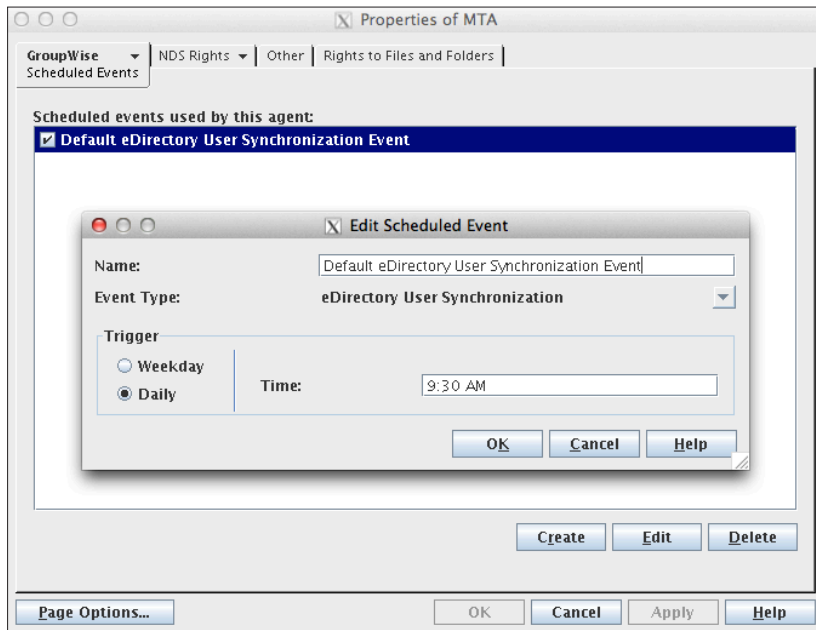 Properties of MTA
GroupWise NDS Rights Other Rights to Files and Folders
Scheduled Events
Scheduled events used by this agent:
Default eDirectory User Synchronization Event
X Edit Scheduled Event
Name: Default eDirectory User Synchronization Event
Event Type: eDirectory User Synchronization
Trigger
Weekday
Daily
Time: 9:30 AM
OK Cancel Help
Create Edit Delete
Page Options... OK Cancel Apply Help